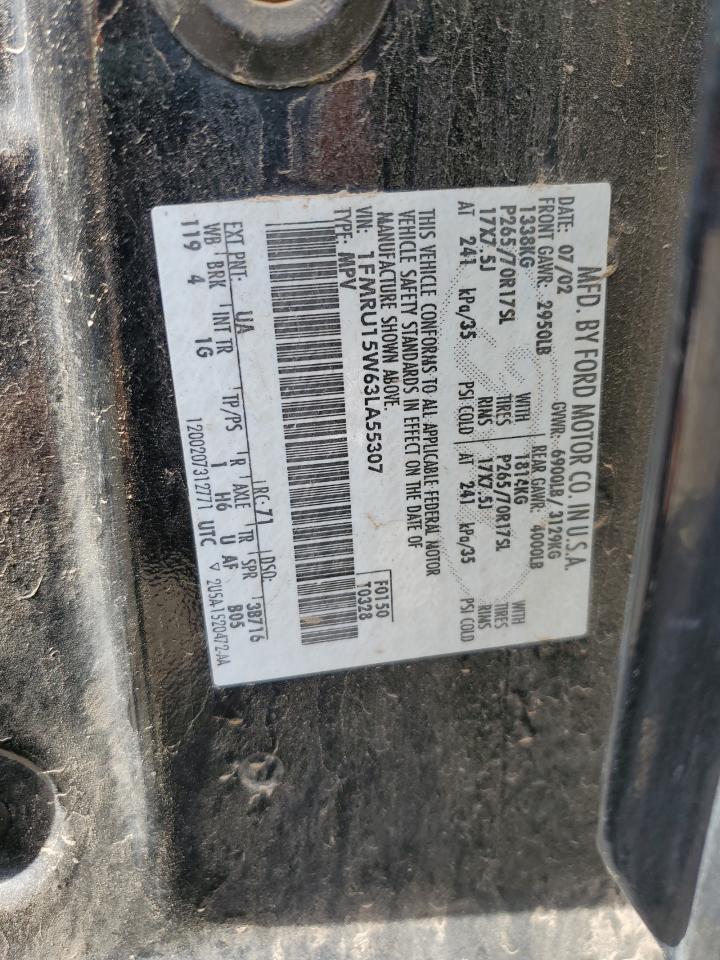 MFD. BY FORD MOTOR CO. IN U.S.A.
DATE: 07/02 GVWR: 6900LB/3129KG
FRONT GAWR: 2950LB REAR GAWR: 4000LB
1338KG WITH 1814KG WITH
P265/70R17SL TIRES P265/70R17SL TIRES
17X7.5J RIMS 17X7.5J RIMS
AT 241 kPa/35 PSI COLD AT 241 kPa/35 PSI COLD
THIS VEHICLE CONFORMS TO ALL APPLICABLE FEDERAL MOTOR
VEHICLE SAFETY STANDARDS IN EFFECT ON THE DATE OF
MANUFACTURE SHOWN ABOVE.
VIN: 1FMRU15W63LA55307 F0150
TYPE: MPV T0328
EXT PNT: UA RC: 71 DSO: 3B716
WB BRK INT TR TP/PS R AXLE TR SPR
119 4 1G 1 H6 U AF B05
1200207312771 UTC ▽ 2U5A 1520472-AA